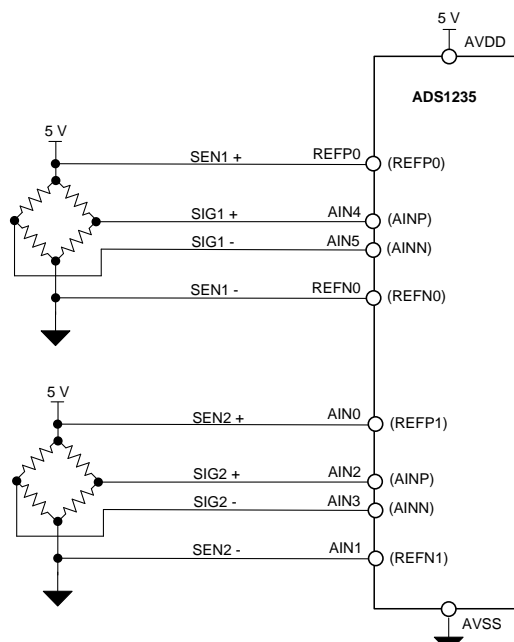 5 V
AVDD
ADS1235
5 V
SEN1 + REFP0 (REFP0)
SIG1 + AIN4 (AINP)
SIG1 - AIN5 (AINN)
SEN1 - REFN0 (REFN0)
5 V
SEN2 + AIN0 (REFP1)
SIG2 + AIN2 (AINP)
SIG2 - AIN3 (AINN)
SEN2 - AIN1 (REFN1)
AVSS